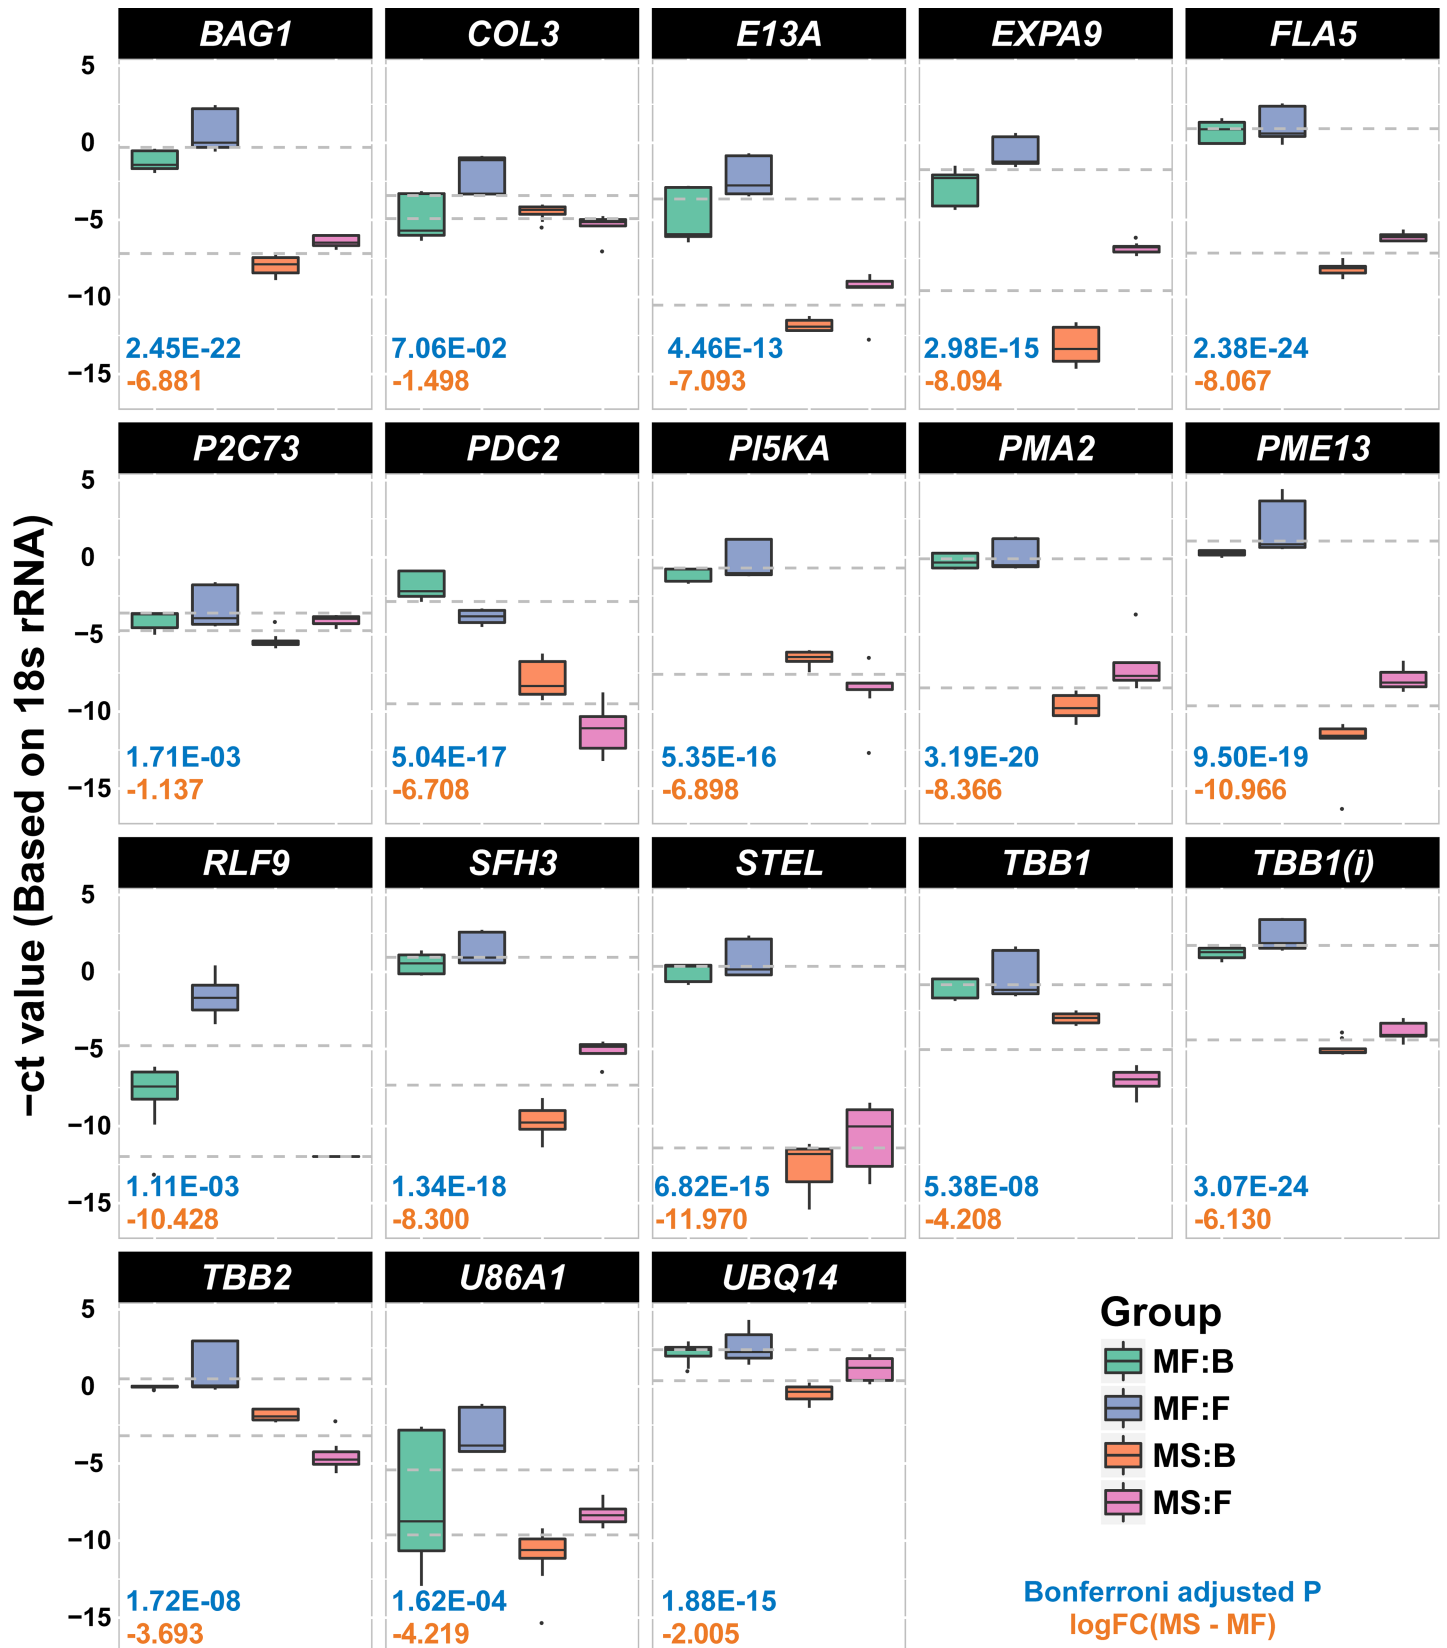 BAG1 COL3 E13A EXPA9 FLA5
5
0
−5
−10
−15
2.45E-22 7.06E-02 4.46E-13 2.98E-15 2.38E-24
-6.881 -1.498 -7.093 -8.094 -8.067
P2C73 PDC2 PI5KA PMA2 PME13
5
0
−5
−10
−15
1.71E-03 5.04E-17 5.35E-16 3.19E-20 9.50E-19
-1.137 -6.708 -6.898 -8.366 -10.966
−ct value (Based on 18s rRNA)
RLF9 SFH3 STEL TBB1 TBB1(i)
5
0
−5
−10
−15
1.11E-03 1.34E-18 6.82E-15 5.38E-08 3.07E-24
-10.428 -8.300 -11.970 -4.208 -6.130
TBB2 U86A1 UBQ14
5
0
−5
−10
−15
1.72E-08 1.62E-04 1.88E-15
-3.693 -4.219 -2.005
Group
MF:B
MF:F
MS:B
MS:F
Bonferroni adjusted P
logFC(MS - MF)